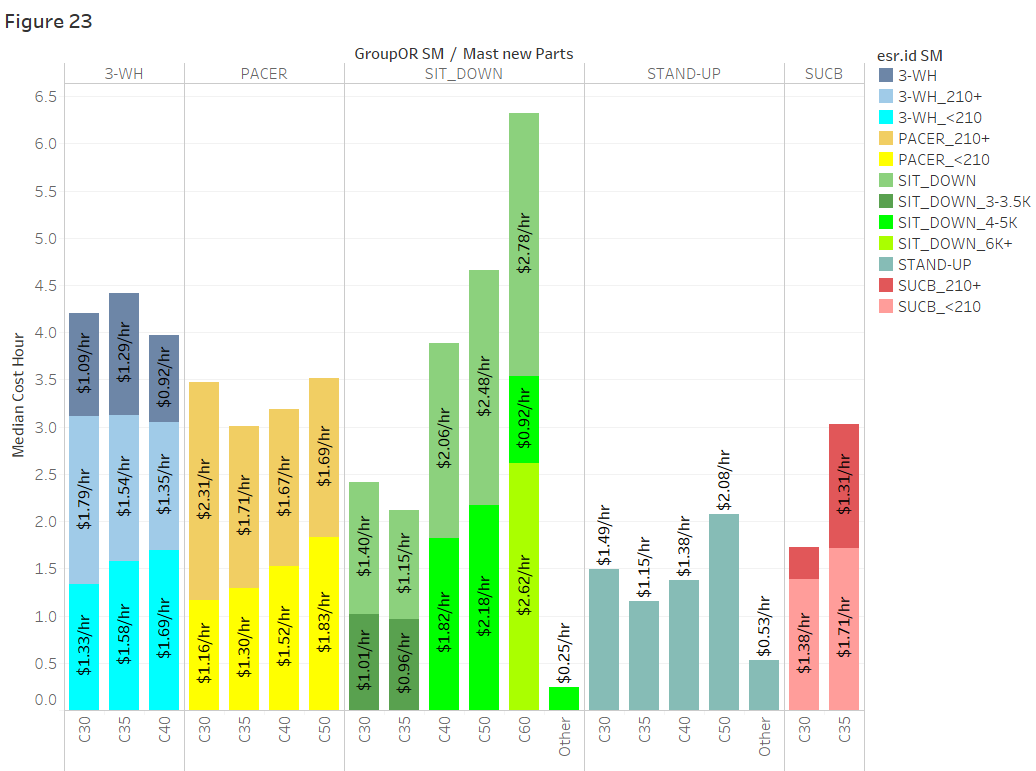 Figure 23
GroupOR SM / Mast new Parts
3-WH PACER SIT_DOWN STAND-UP SUCB
Median Cost Hour
6.5
6.0
5.5
5.0
4.5
4.0
3.5
3.0
2.5
2.0
1.5
1.0
0.5
0.0
$1.09/hr
$1.79/hr
$1.33/hr
$1.29/hr
$1.54/hr
$1.58/hr
$0.92/hr
$1.35/hr
$1.69/hr
$2.31/hr
$1.16/hr
$1.71/hr
$1.30/hr
$1.67/hr
$1.52/hr
$1.69/hr
$1.83/hr
$1.40/hr
$1.01/hr
$1.15/hr
$0.96/hr
$2.06/hr
$1.82/hr
$2.48/hr
$2.18/hr
$2.78/hr
$0.92/hr
$2.62/hr
$0.25/hr
$1.49/hr
$1.15/hr
$1.38/hr
$2.08/hr
$0.53/hr
$1.38/hr
$1.31/hr
$1.71/hr
C30
C35
C40
C30
C35
C40
C50
C30
C35
C40
C50
C60
Other
C30
C35
C40
C50
Other
C30
C35
esr.id SM
3-WH
3-WH_210+
3-WH_<210
PACER_210+
PACER_<210
SIT_DOWN
SIT_DOWN_3-3.5K
SIT_DOWN_4-5K
SIT_DOWN_6K+
STAND-UP
SUCB_210+
SUCB_<210